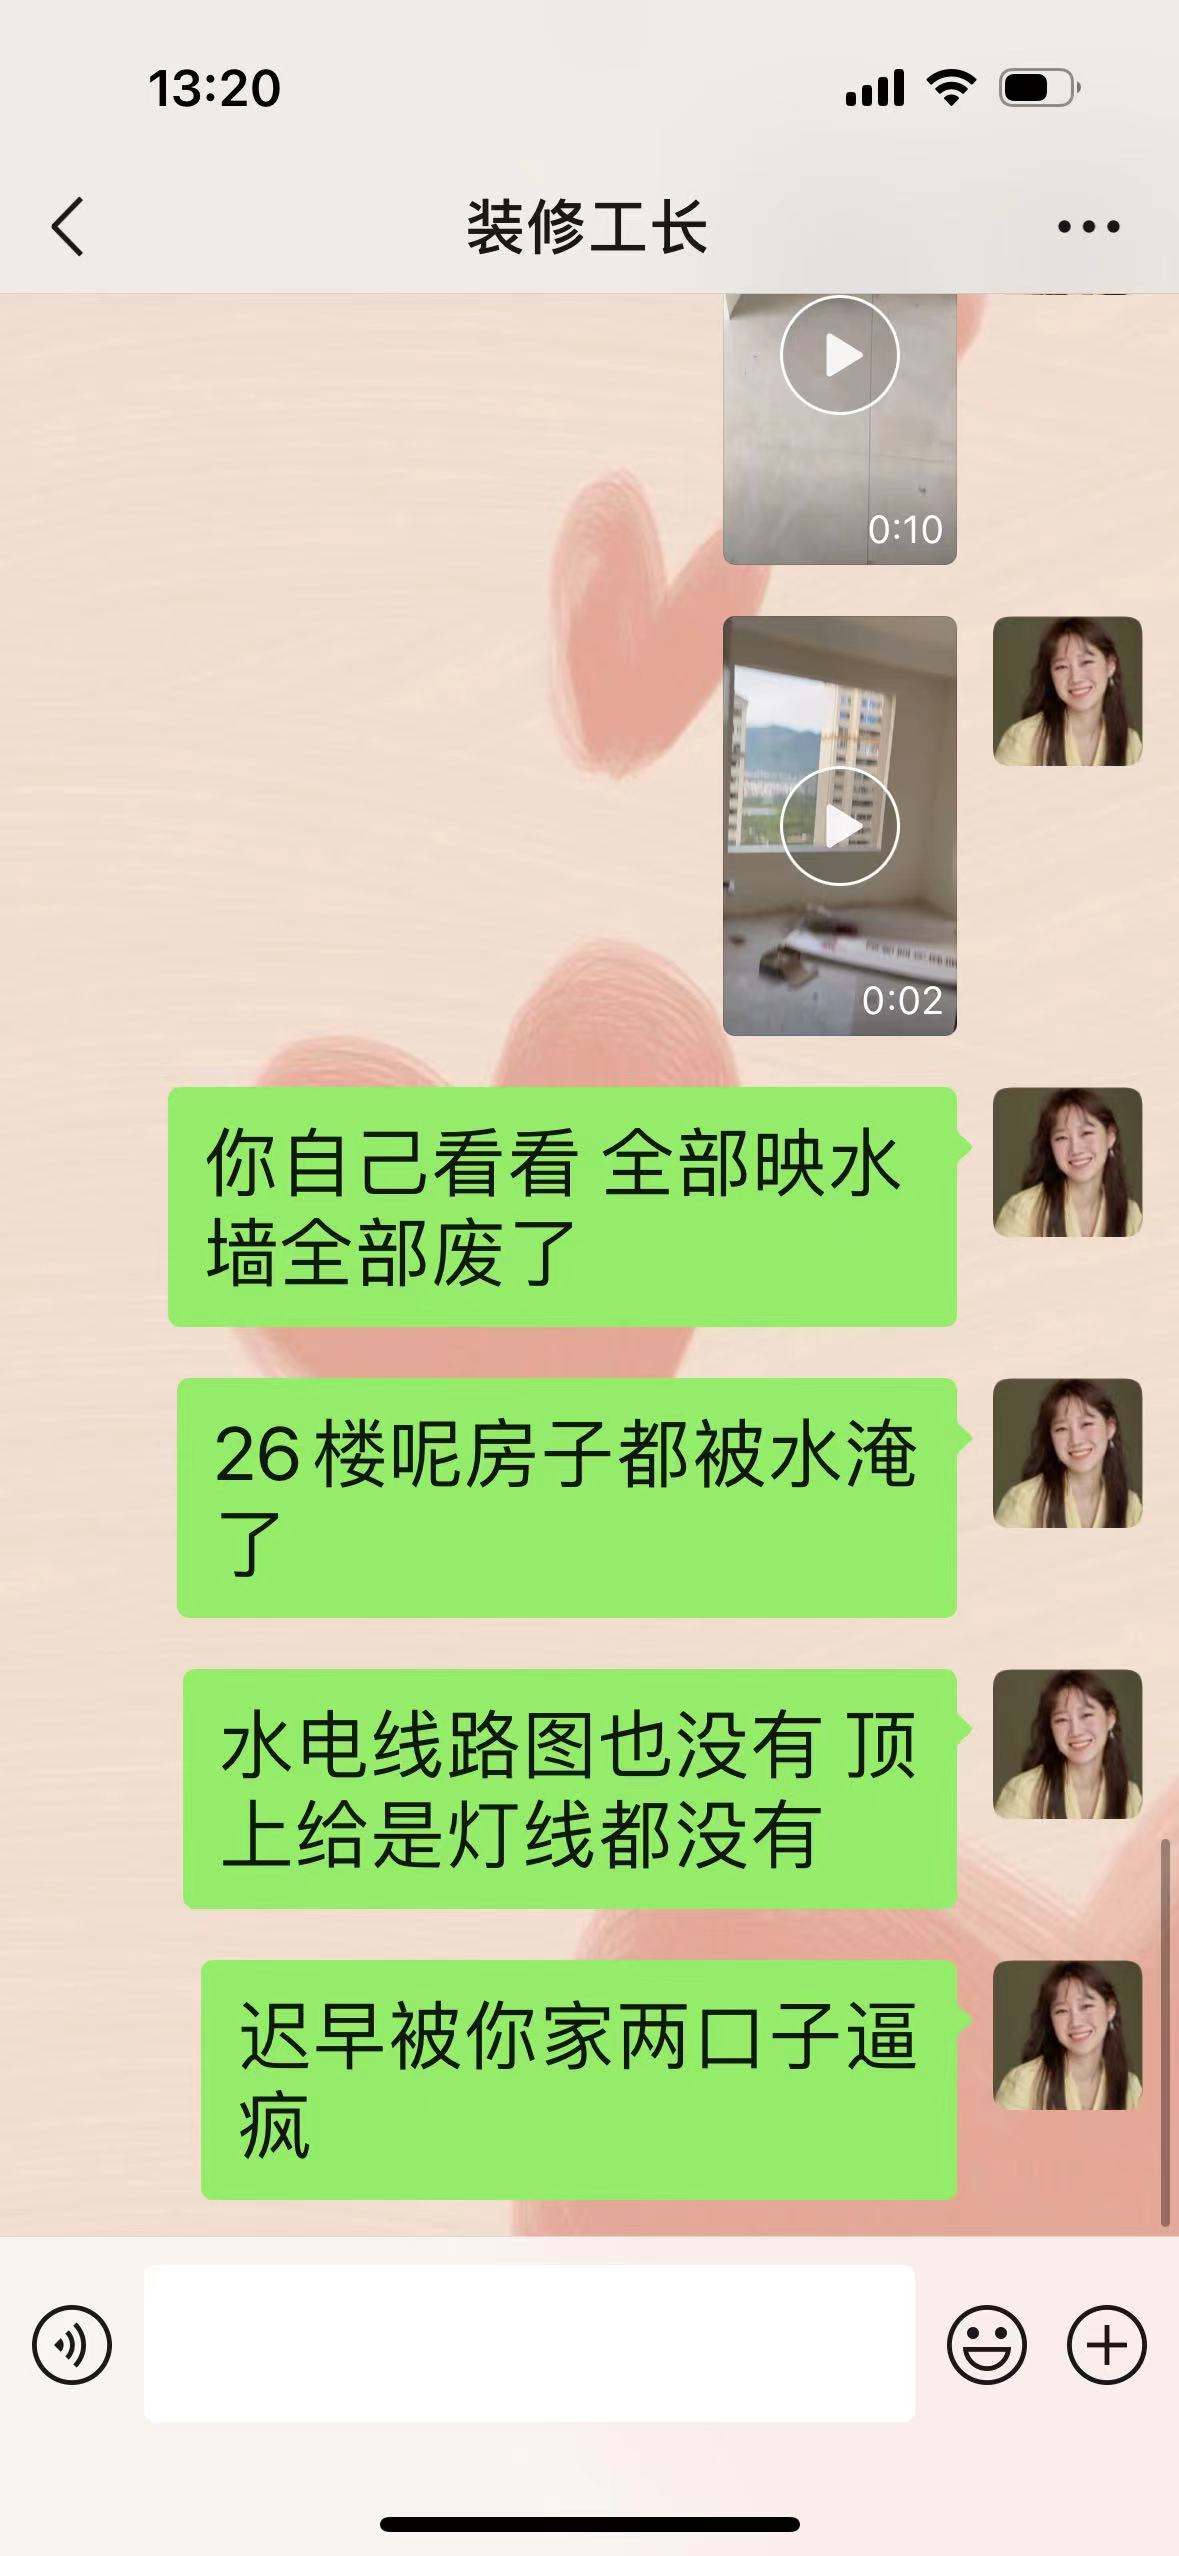 13:20
装修工长
0:10
0:02
你自己看看 全部映水
墙全部废了
26楼呢房子都被水淹
了
水电线路图也没有 顶
上给是灯线都没有
迟早被你家两口子逼
疯